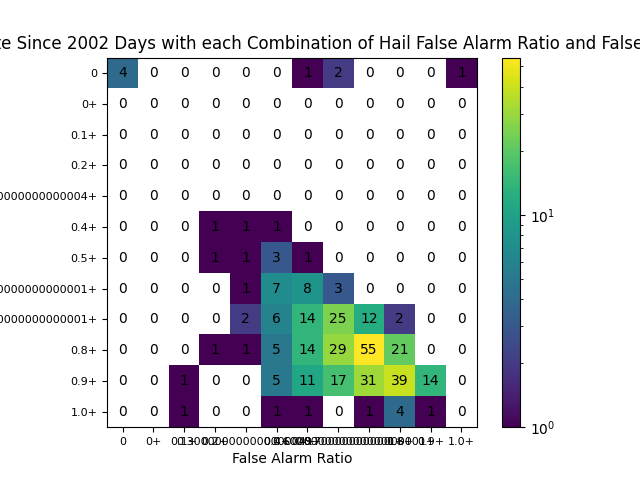 te Since 2002 Days with each Combination of Hail False Alarm Ratio and False
0 4 0 0 0 0 0 1 2 0 0 0 1
0+ 0 0 0 0 0 0 0 0 0 0 0 0
0.1+ 0 0 0 0 0 0 0 0 0 0 0 0
0.2+ 0 0 0 0 0 0 0 0 0 0 0 0
0000000000004+ 0 0 0 0 0 0 0 0 0 0 0 0
0.4+ 0 0 0 1 1 1 0 0 0 0 0 0
0.5+ 0 0 0 1 1 3 1 0 0 0 0 0
000000000001+ 0 0 0 0 1 7 8 3 0 0 0 0
000000000001+ 0 0 0 0 2 6 14 25 12 2 0 0
0.8+ 0 0 0 1 1 5 14 29 55 21 0 0
0.9+ 0 0 1 0 0 5 11 17 31 39 14 0
1.0+ 0 0 1 0 0 1 1 0 1 4 1 0
0 0+ 0.9+ 1.0+
False Alarm Ratio
10^1
10^0